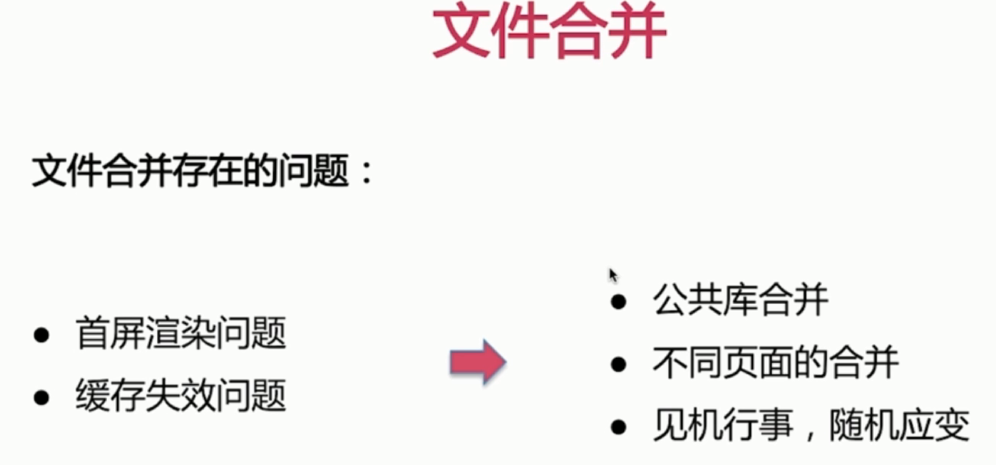 文件合并
文件合并存在的问题：
● 首屏渲染问题
● 缓存失效问题
● 公共库合并
● 不同页面的合并
● 见机行事，随机应变